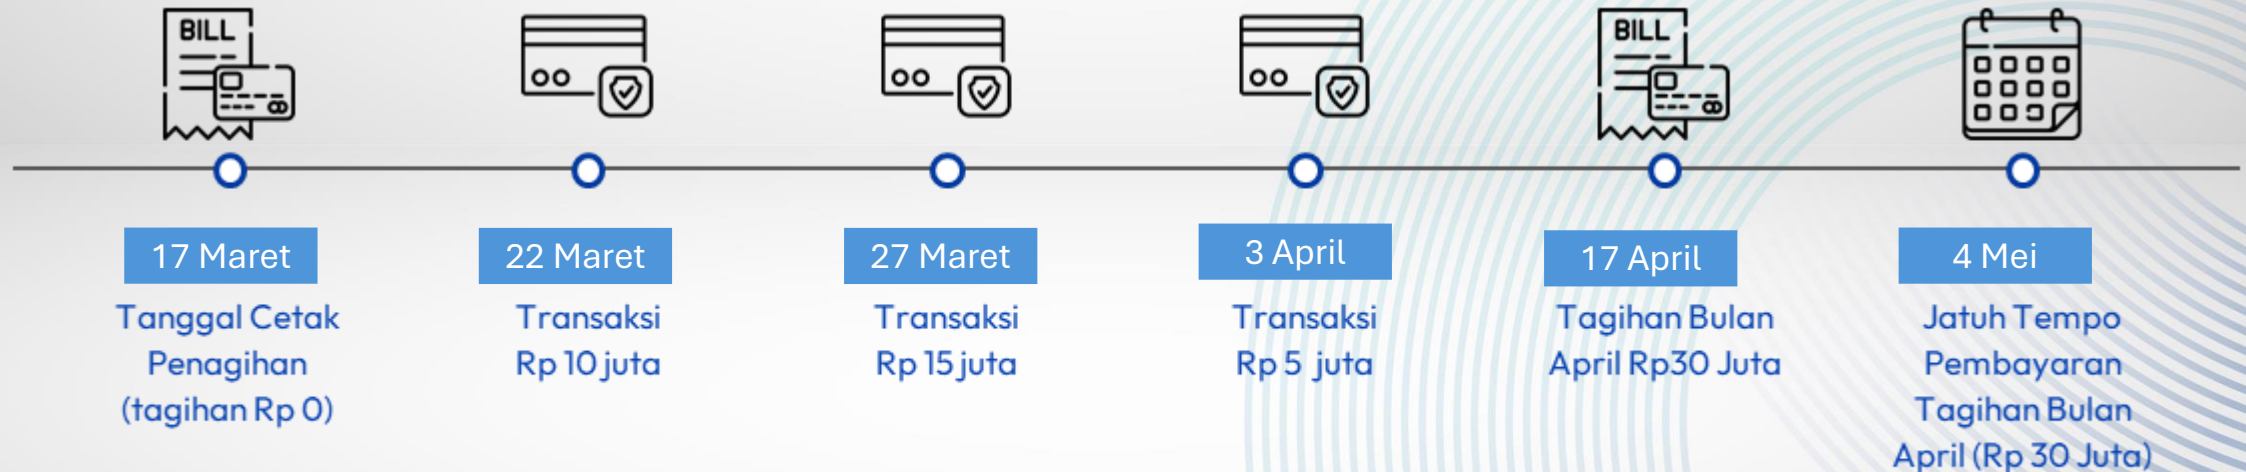 BILL
17 Maret
Tanggal Cetak
Penagihan
(tagihan Rp 0)
22 Maret
Transaksi
Rp 10 juta
27 Maret
Transaksi
Rp 15 juta
3 April
Transaksi
Rp 5 juta
BILL
17 April
Tagihan Bulan
April Rp30 Juta
4 Mei
Jatuh Tempo
Pembayaran
Tagihan Bulan
April (Rp 30 Juta)